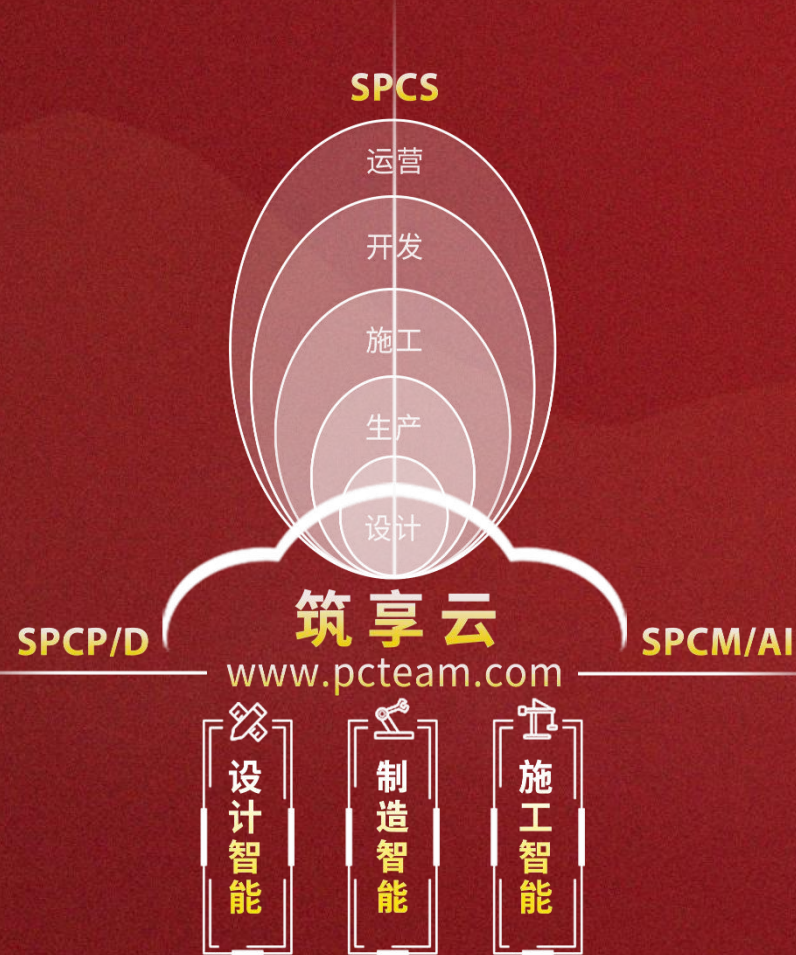 SPCS
运营
开发
施工
生产
设计
筑享云
SPCP/D
SPCM/AI
www.pcteam.com
设计智能
制造智能
施工智能